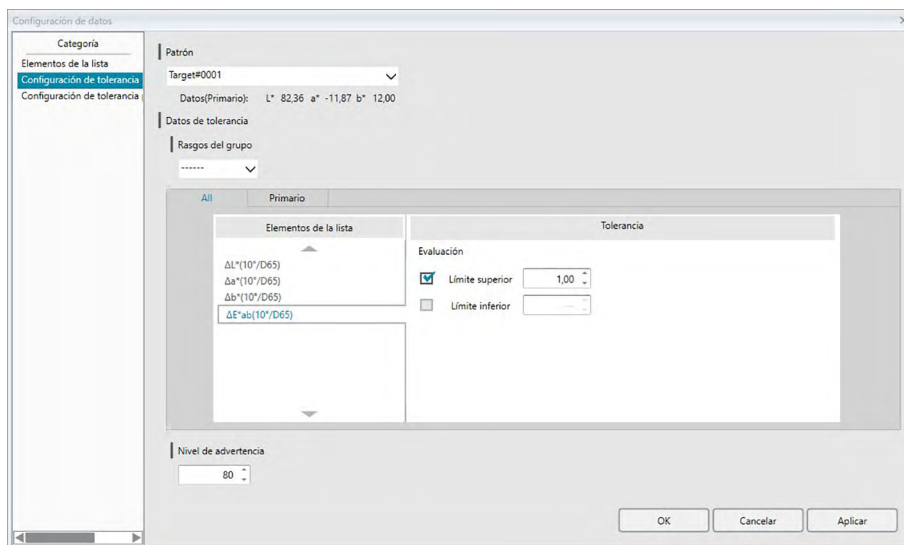 Configuración de datos
Categoría
Elementos de la lista
Configuración de tolerancia
Configuración de tolerancia
Patrón
Target#0001
Datos(Primario): L* 82,36 a* -11,87 b* 12,00
Datos de tolerancia
Rasgos del grupo
------
All Primario
Elementos de la lista Tolerancia
ΔL*(10°/D65)
Δa*(10°/D65)
Δb*(10°/D65)
ΔE*ab(10°/D65)
Evaluación
Límite superior 1,00
Límite inferior ---
Nivel de advertencia
80
OK Cancelar Aplicar